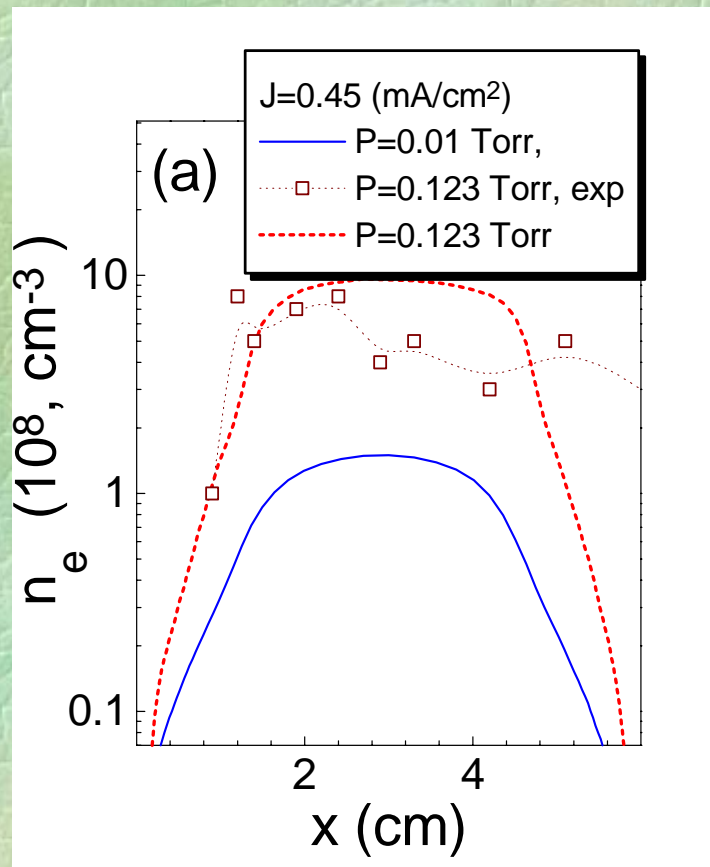 J=0.45 (mA/cm²)
P=0.01 Torr,
P=0.123 Torr, exp
P=0.123 Torr
(a)
10
1
0.1
nₑ (10⁸, cm⁻³)
2 4
x (cm)